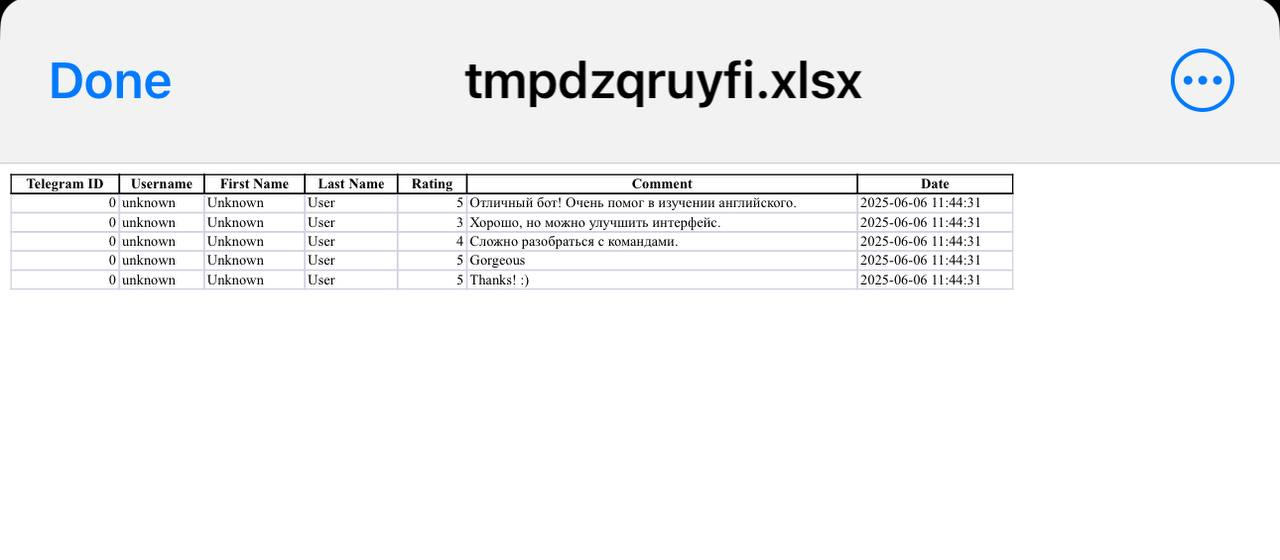 Done tmpdzqruyfi.xlsx
Telegram ID Username First Name Last Name Rating Comment Date
0 unknown Unknown User 5 Отличный бот! Очень помог в изучении английского. 2025-06-06 11:44:31
0 unknown Unknown User 3 Хорошо, но можно улучшить интерфейс. 2025-06-06 11:44:31
0 unknown Unknown User 4 Сложно разобраться с командами. 2025-06-06 11:44:31
0 unknown Unknown User 5 Gorgeous 2025-06-06 11:44:31
0 unknown Unknown User 5 Thanks! :) 2025-06-06 11:44:31